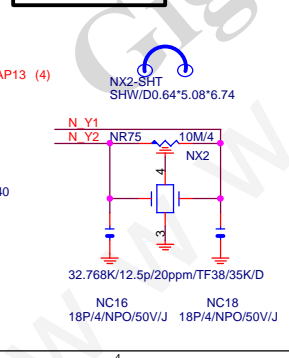 AP13 (4)
NX2-SHT
SHW/D0.64*5.08*6.74
N_Y1
N_Y2 NR75 10M/4
NX2
4
3
32.768K/12.5p/20ppm/TF38/35K/D
NC16 NC18
18P/4/NPO/50V/J 18P/4/NPO/50V/J
4